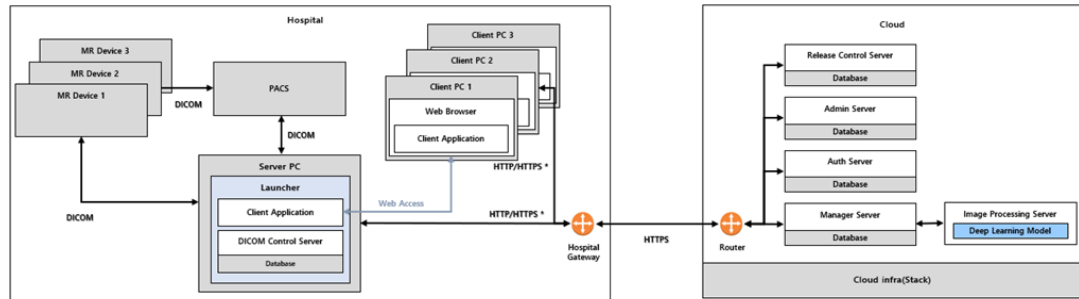 Hospital
MR Device 3
MR Device 2
MR Device 1
DICOM
PACS
DICOM
DICOM
Client PC 3
Client PC 2
Client PC 1
Web Browser
Client Application
HTTP/HTTPS *
Server PC
Launcher
Client Application
DICOM Control Server
Database
Web Access
HTTP/HTTPS *
Hospital
Gateway
HTTPS
Cloud
Router
Release Control Server
Database
Admin Server
Database
Auth Server
Database
Manager Server
Database
Image Processing Server
Deep Learning Model
Cloud infra(Stack)